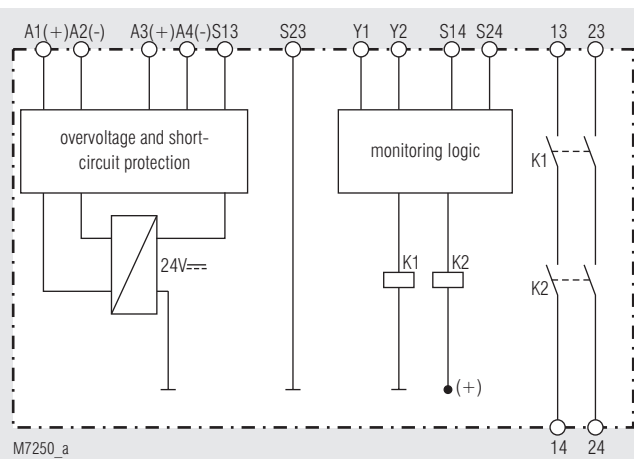 A1(+) A2(-) A3(+) A4(-) S13 S23 Y1 Y2 S14 S24 13 23
overvoltage and short-
circuit protection
monitoring logic
K1
24V
K1 K2
K2
(+)
M7250_a
14 24